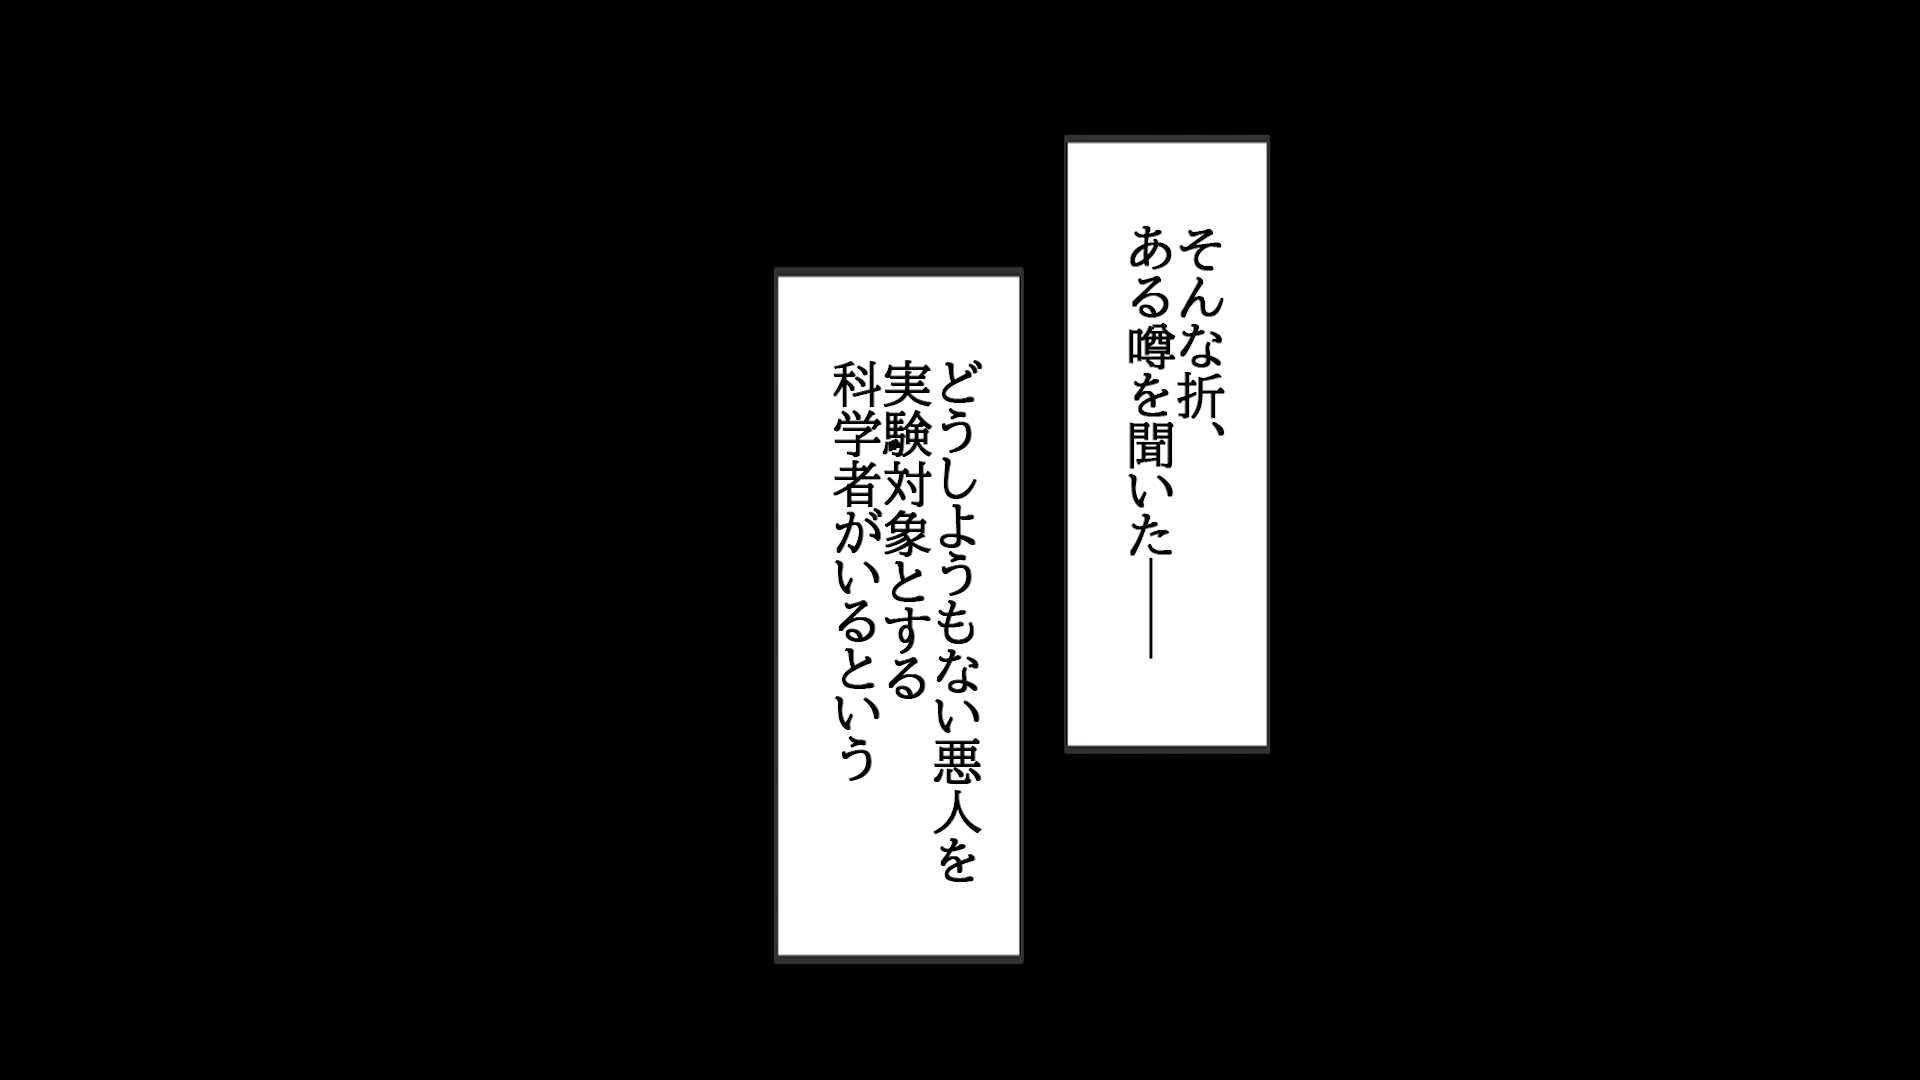 そんな折、
ある噂を聞いた――
どうしようもない悪人を
実験対象とする
科学者がいるという